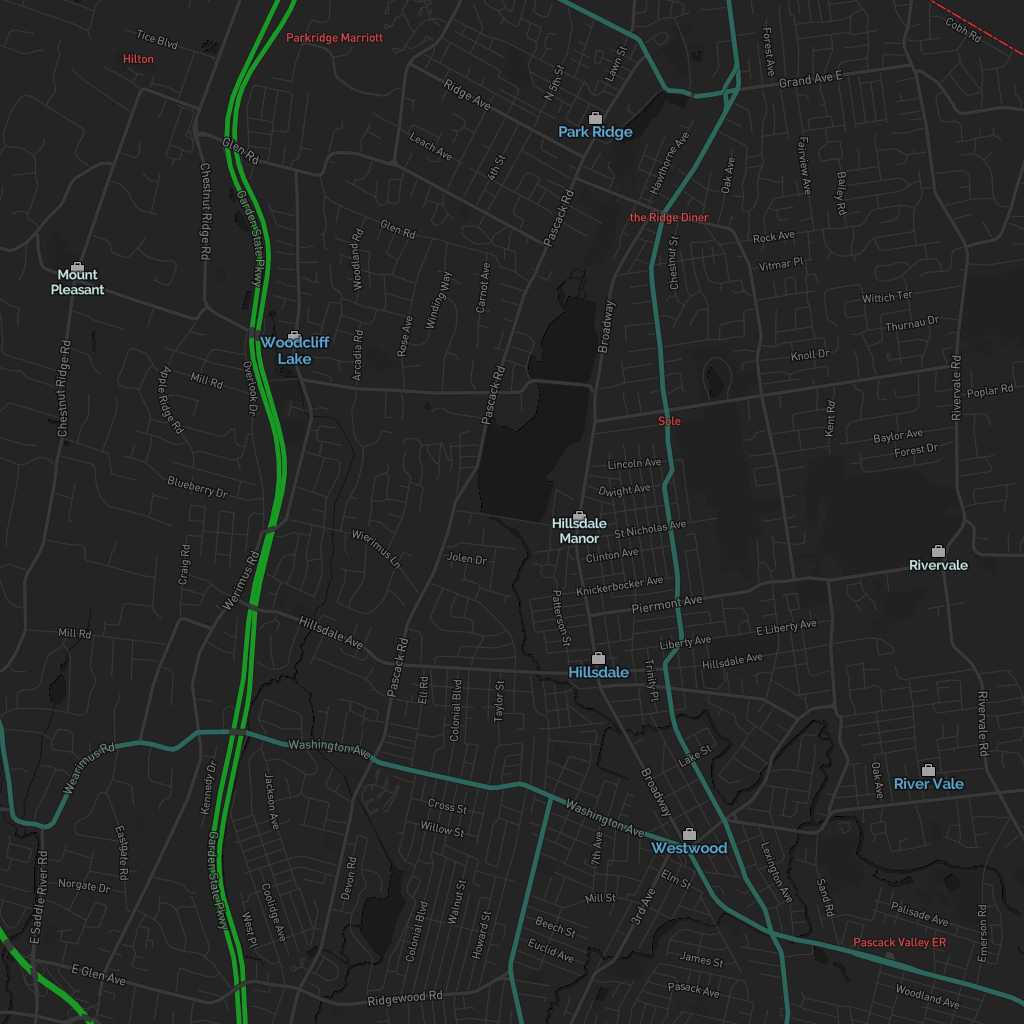 Cobh Rd
Tice Blvd
Parkridge Marriott
Forest Ave
Hilton
Lawn St
Grand Ave E
N 5th St
Ridge Ave
Park Ridge
Leach Ave
Glen Rd
Hawthorne Ave
Fairview Ave
4th St
Oak Ave
Bailey Rd
Chestnut Ridge Rd
Garden State Pkwy
Pascack Rd
the Ridge Diner
Glen Rd
Rock Ave
Woodland Rd
Chestnut St
Vitmar Pl
Mount
Pleasant
Winding Way
Carnot Ave
Wittich Ter
Broadway
Thurnau Dr
Rose Ave
Woodcliff
Lake
Arcadia Rd
Knoll Dr
Chestnut Ridge Rd
Mill Rd
Overlook Dr
Apple Ridge Rd
Pascack Rd
Rivervale Rd
Poplar Rd
Kent Rd
Sole
Baylor Ave
Forest Dr
Lincoln Ave
Blueberry Dr
Dwight Ave
Hillsdale
Manor
St Nicholas Ave
Wierimus Ln
Jolen Dr
Clinton Ave
Rivervale
Craig Rd
Werimus Rd
Knickerbocker Ave
Piermont Ave
Patterson St
Mill Rd
Hillsdale Ave
E Liberty Ave
Liberty Ave
Hillsdale Ave
Pascack Rd
Hillsdale
Trinity Pl
Ell Rd
Colonial Blvd
Taylor St
Rivervale Rd
Washington Ave
Wearimus Rd
Lake St
Kennedy Dr
Jackson Ave
Broadway
Oak Ave
River Vale
Cross St
Washington Ave
Willow St
Eastgate Rd
7th Ave
Westwood
Garden State Pkwy
E Saddle River Rd
Norgate Dr
Devon Rd
Lexington Ave
Elm St
Walnut St
Mill St
Sand Rd
Coolidge Ave
3rd Ave
Palisade Ave
West Pl
Colonial Blvd
Howard St
Beech St
Emerson Rd
Euclid Ave
Pascack Valley ER
James St
E Glen Ave
Ridgewood Rd
Pasack Ave
Woodland Ave